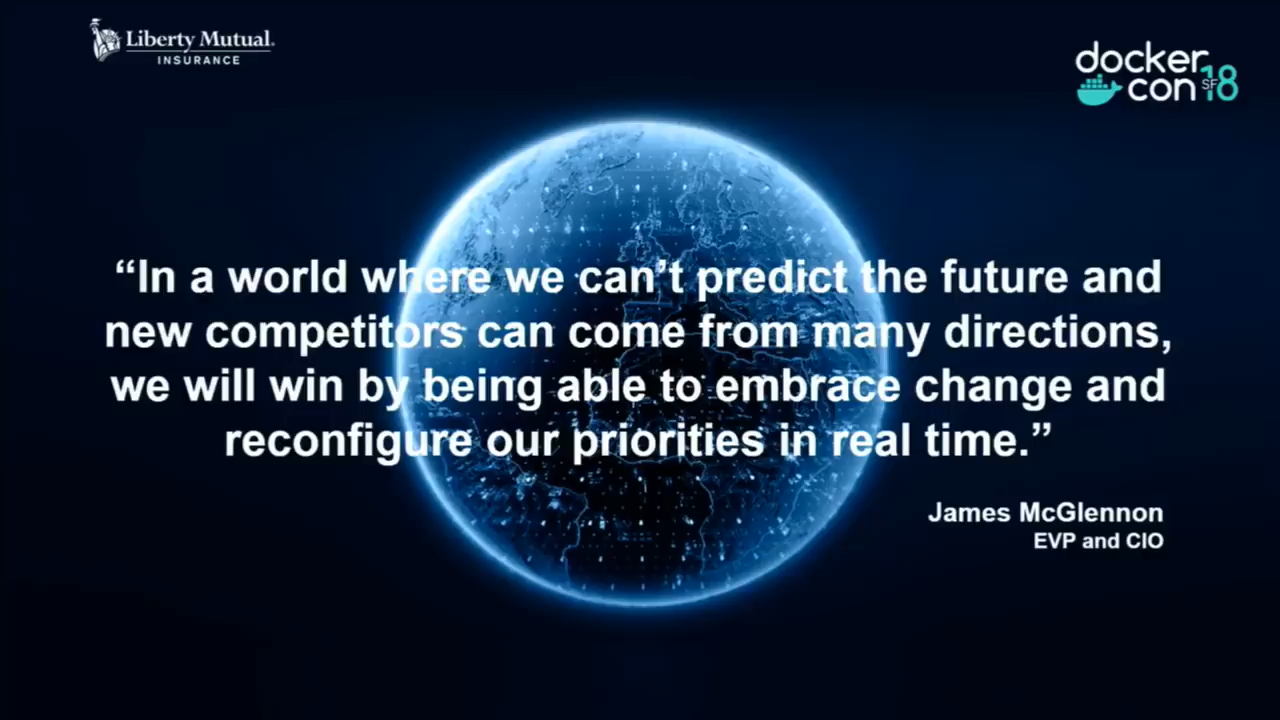 Liberty Mutual.
INSURANCE
docker
con SF 18
“In a world where we can’t predict the future and
new competitors can come from many directions,
we will win by being able to embrace change and
reconfigure our priorities in real time.”
James McGlennon
EVP and CIO